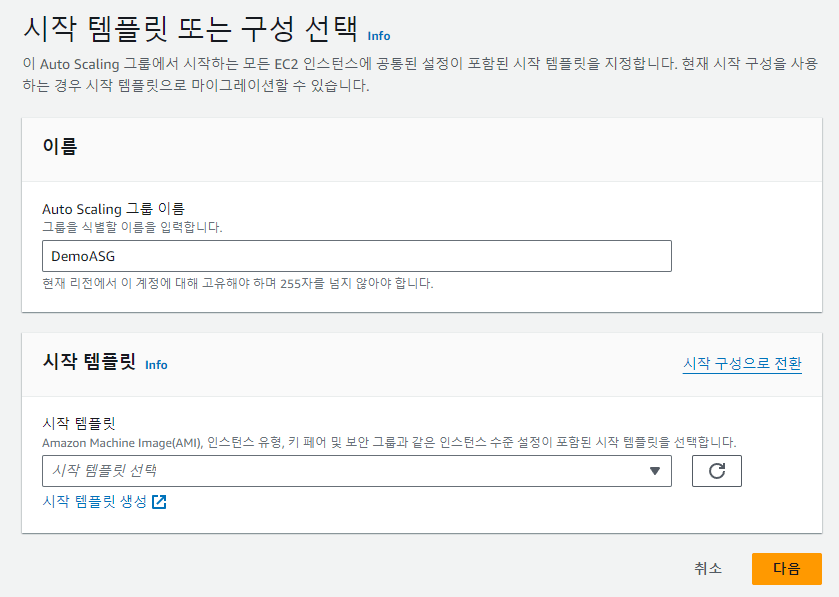 시작 템플릿 또는 구성 선택 Info
이 Auto Scaling 그룹에서 시작하는 모든 EC2 인스턴스에 공통된 설정이 포함된 시작 템플릿을 지정합니다. 현재 시작 구성을 사용
하는 경우 시작 템플릿으로 마이그레이션할 수 있습니다.
이름
Auto Scaling 그룹 이름
그룹을 식별할 이름을 입력합니다.
DemoASG
현재 리전에서 이 계정에 대해 고유해야 하며 255자를 넘지 않아야 합니다.
시작 템플릿 Info
시작 구성으로 전환
시작 템플릿
Amazon Machine Image(AMI), 인스턴스 유형, 키 페어 및 보안 그룹과 같은 인스턴스 수준 설정이 포함된 시작 템플릿을 선택합니다.
시작 템플릿 선택
시작 템플릿 생성
취소
다음